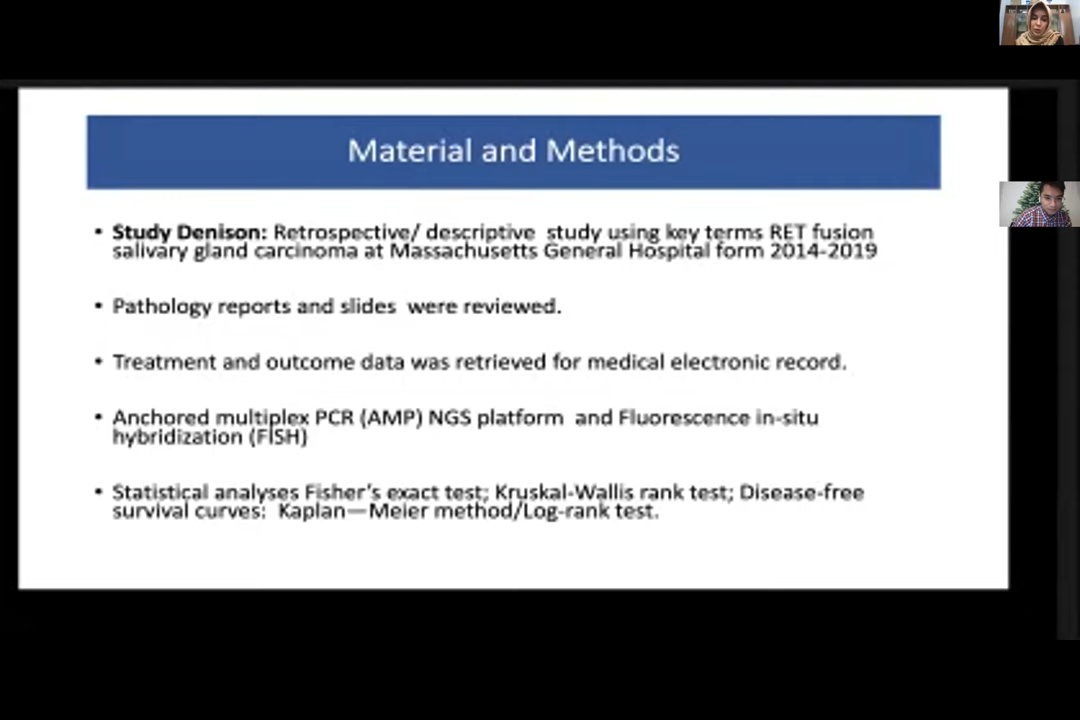 Material and Methods
• Study Denison: Retrospective/ descriptive study using key terms RET fusion
salivary gland carcinoma at Massachusetts General Hospital form 2014-2019
• Pathology reports and slides were reviewed.
• Treatment and outcome data was retrieved for medical electronic record.
• Anchored multiplex PCR (AMP) NGS platform and Fluorescence in-situ
hybridization (FISH)
• Statistical analyses Fisher's exact test; Kruskal-Wallis rank test; Disease-free
survival curves: Kaplan—Meier method/Log-rank test.